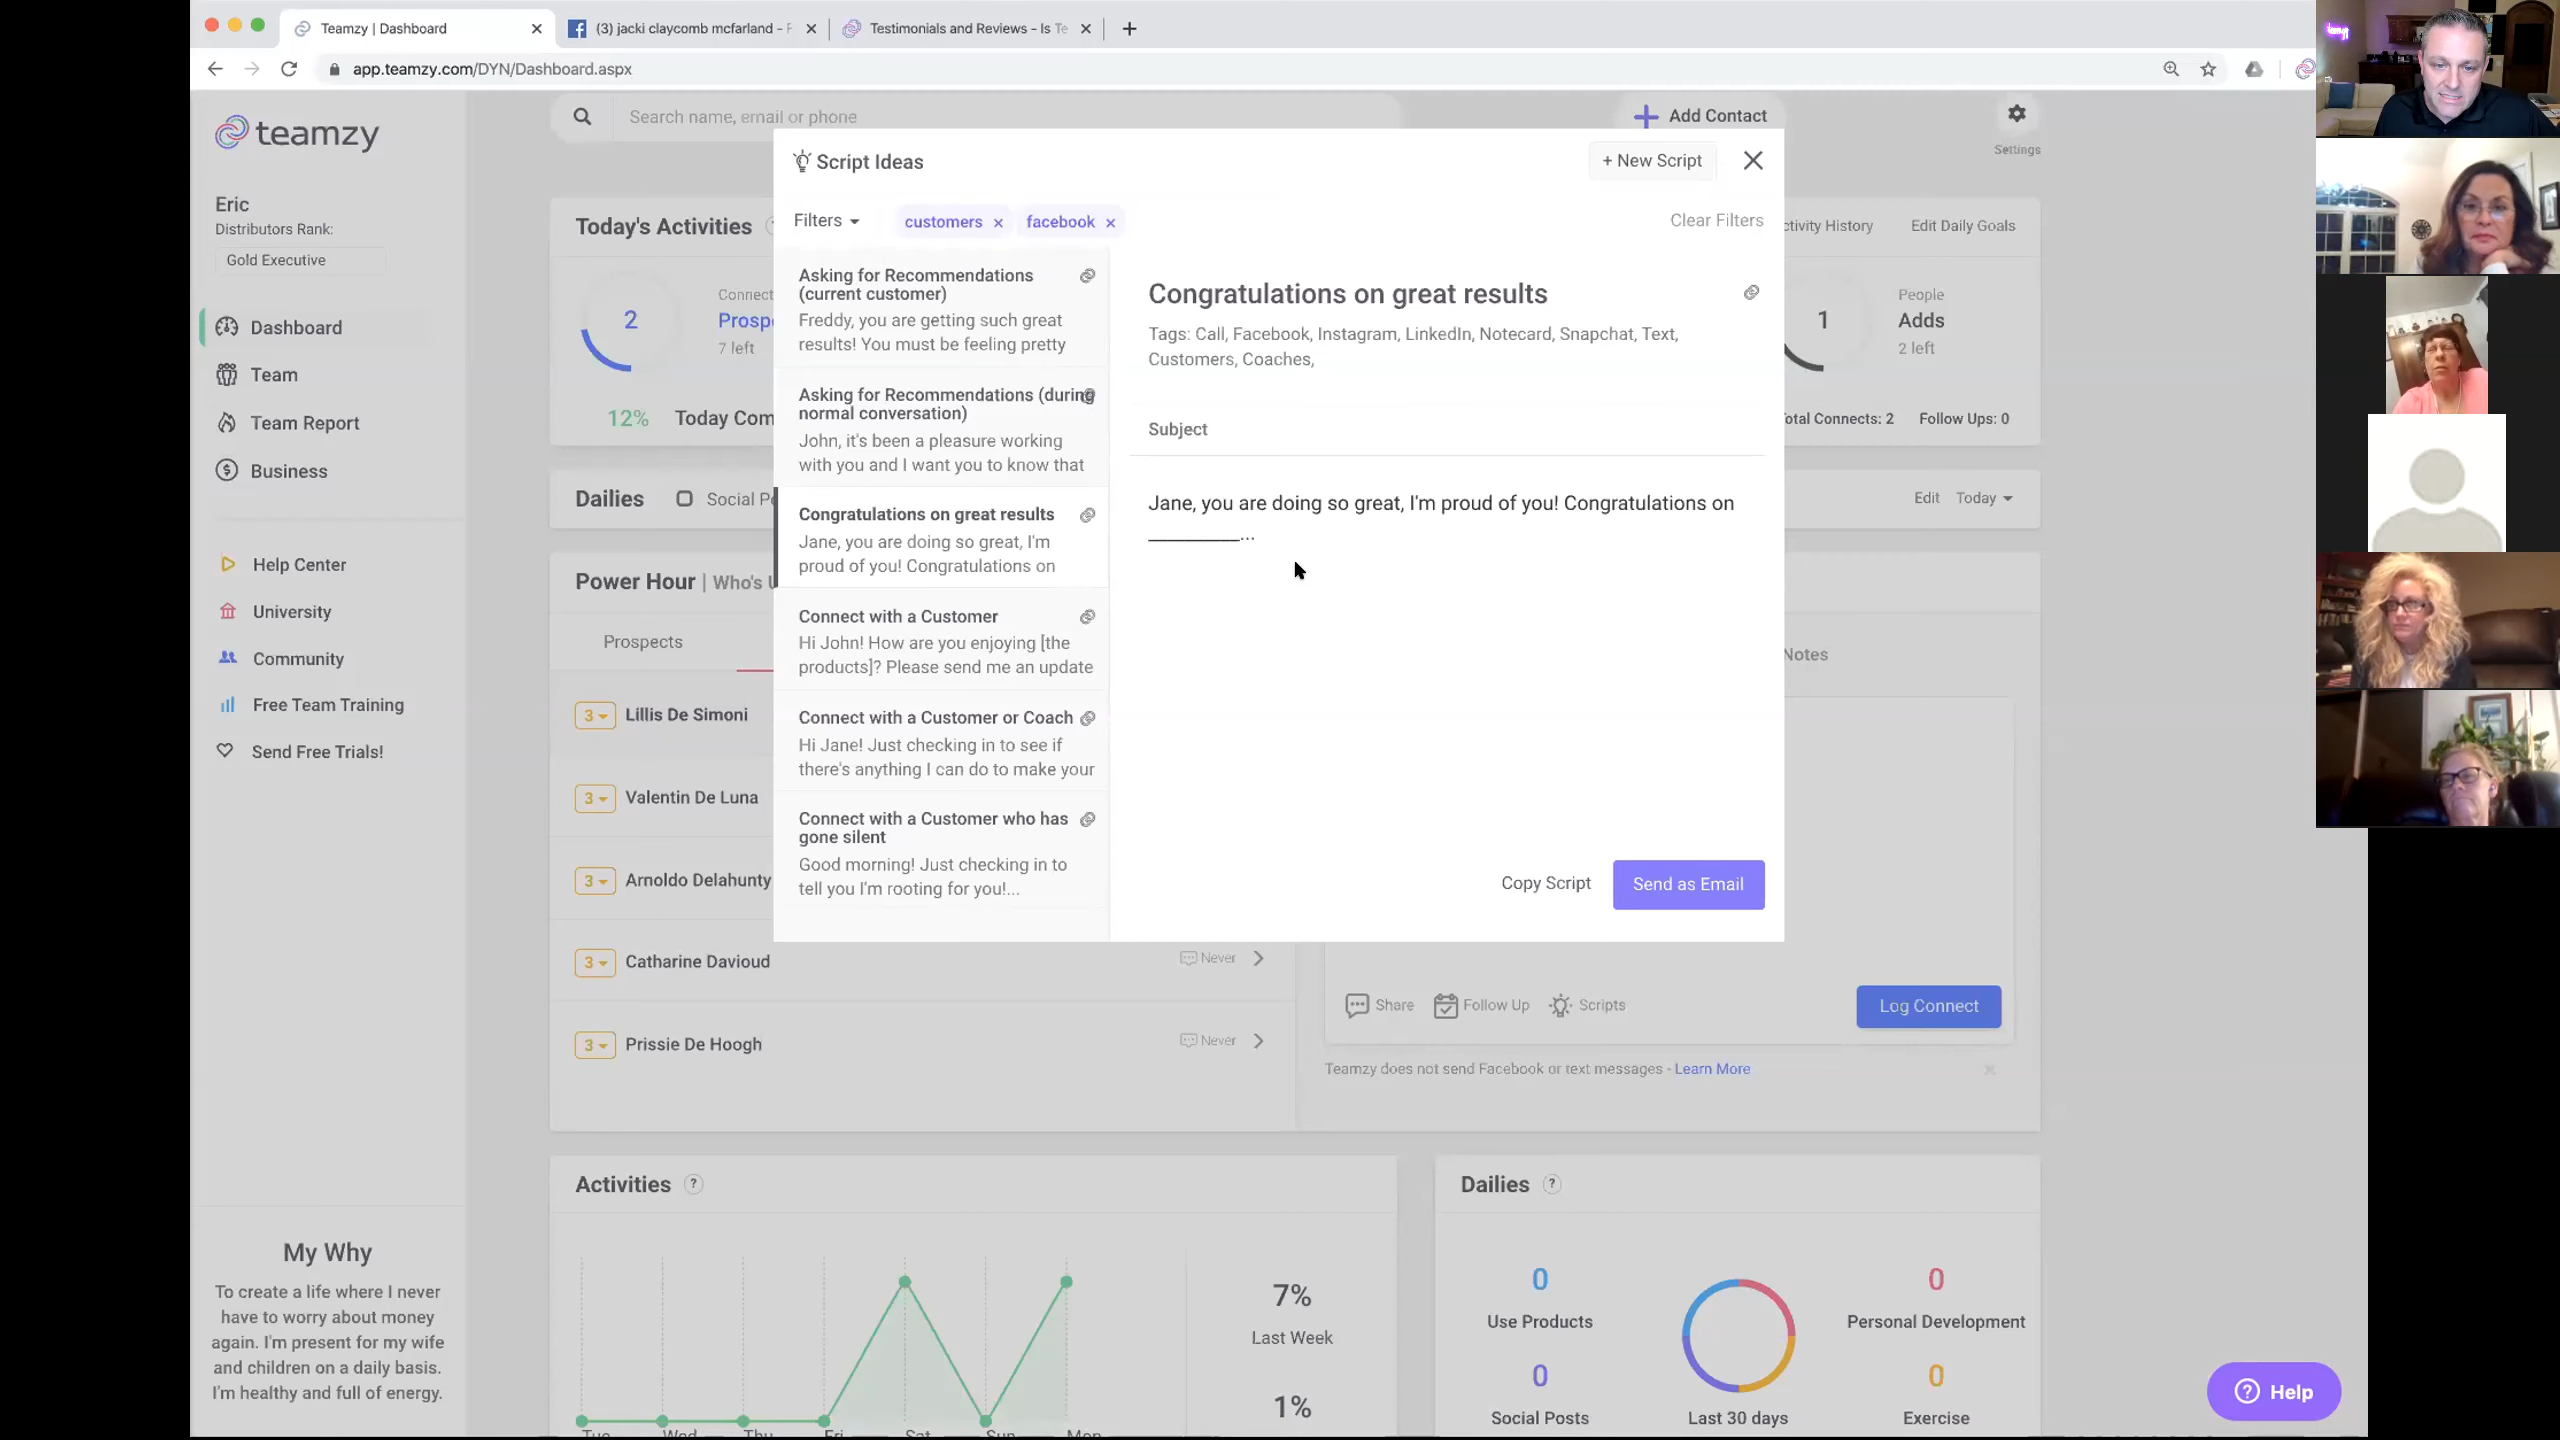 Teamzy | Dashboard
(3) jacki claycomb mcfarland - F
Testimonials and Reviews - Is Te
app.teamzy.com/DYN/Dashboard.aspx
teamzy
Eric
Distributors Rank:
Gold Executive
Dashboard
Team
Team Report
Business
Help Center
University
Community
Free Team Training
Send Free Trials!
My Why
To create a life where I never
have to worry about money
again. I'm present for my wife
and children on a daily basis.
I'm healthy and full of energy.
Search name, email or phone
Add Contact
Settings
Today's Activities
2
Connect
Prospe
7 left
12% Today Com
Activity History
Edit Daily Goals
1
People
Adds
2 left
Total Connects: 2
Follow Ups: 0
Dailies
Social Po
Edit
Today
Power Hour | Who's U
Prospects
3 Lillis De Simoni
3 Valentin De Luna
3 Arnoldo Delahunty
3 Catharine Davioud
Never
3 Prissie De Hoogh
Never
Script Ideas
+ New Script
Filters
customers ×
facebook ×
Clear Filters
Asking for Recommendations
(current customer)
Freddy, you are getting such great
results! You must be feeling pretty
Asking for Recommendations (during
normal conversation)
John, it's been a pleasure working
with you and I want you to know that
Congratulations on great results
Jane, you are doing so great, I'm
proud of you! Congratulations on
Connect with a Customer
Hi John! How are you enjoying [the
products]? Please send me an update
Connect with a Customer or Coach
Hi Jane! Just checking in to see if
there's anything I can do to make your
Connect with a Customer who has
gone silent
Good morning! Just checking in to
tell you I'm rooting for you!...
Congratulations on great results
Tags: Call, Facebook, Instagram, LinkedIn, Notecard, Snapchat, Text,
Customers, Coaches,
Subject
Jane, you are doing so great, I'm proud of you! Congratulations on
_________...
Copy Script
Send as Email
Notes
Share
Follow Up
Scripts
Log Connect
Teamzy does not send Facebook or text messages - Learn More
Activities ?
7%
Last Week
1%
Tue Wed Thu Fri Sat Sun Mon
Dailies ?
0
Use Products
0
Social Posts
Last 30 days
0
Personal Development
0
Exercise
Help